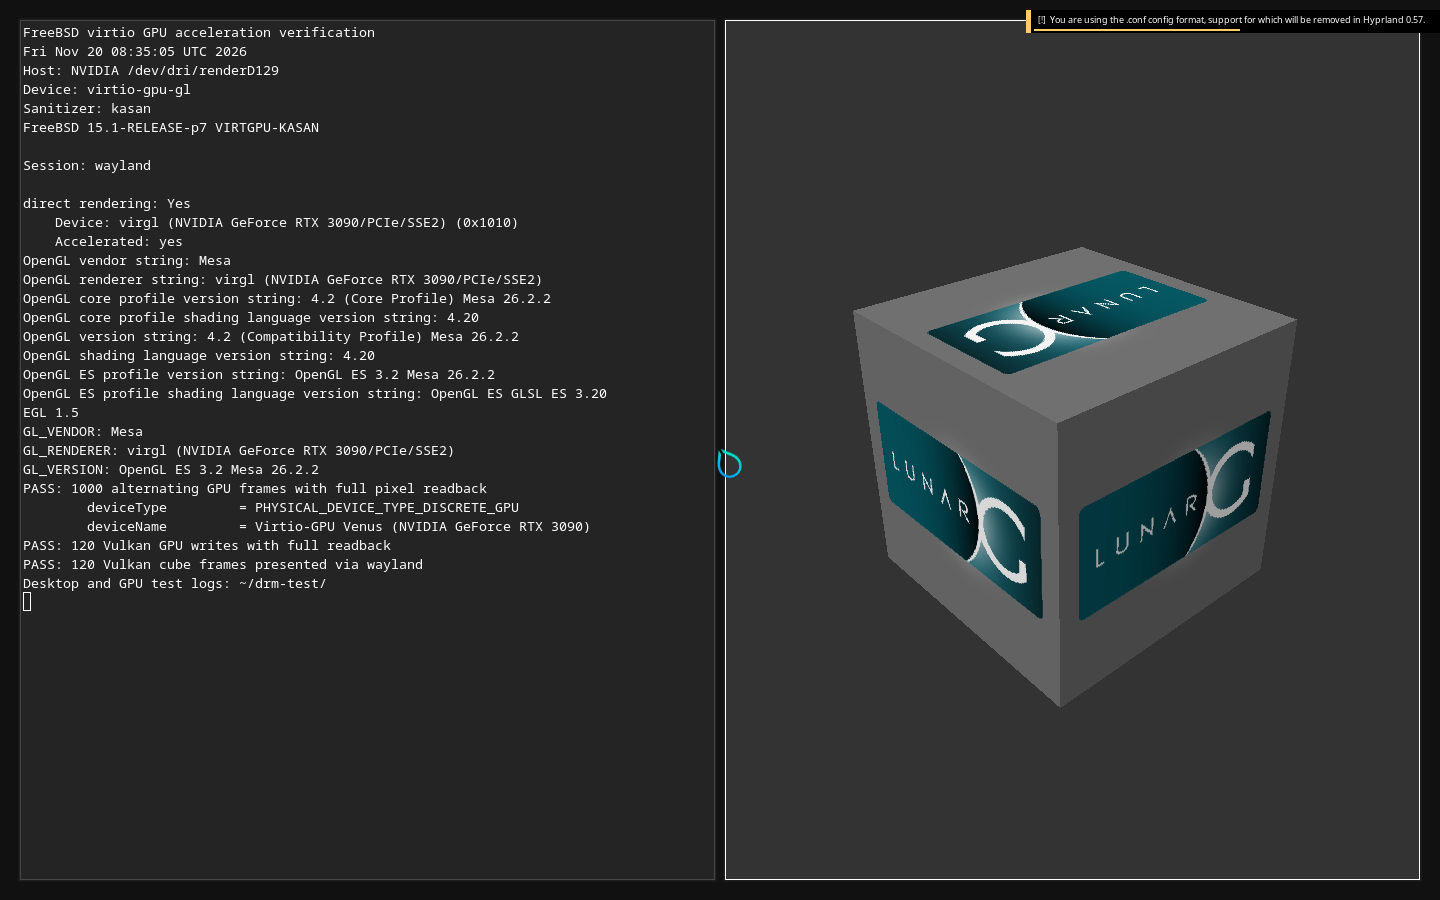 [!] You are using the .conf config format, support for which will be removed in Hyprland 0.57.
FreeBSD virtio GPU acceleration verification
Fri Nov 20 08:35:05 UTC 2026
Host: NVIDIA /dev/dri/renderD129
Device: virtio-gpu-gl
Sanitizer: kasan
FreeBSD 15.1-RELEASE-p7 VIRTGPU-KASAN
Session: wayland
direct rendering: Yes
    Device: virgl (NVIDIA GeForce RTX 3090/PCIe/SSE2) (0x1010)
    Accelerated: yes
OpenGL vendor string: Mesa
OpenGL renderer string: virgl (NVIDIA GeForce RTX 3090/PCIe/SSE2)
OpenGL core profile version string: 4.2 (Core Profile) Mesa 26.2.2
OpenGL core profile shading language version string: 4.20
OpenGL version string: 4.2 (Compatibility Profile) Mesa 26.2.2
OpenGL shading language version string: 4.20
OpenGL ES profile version string: OpenGL ES 3.2 Mesa 26.2.2
OpenGL ES profile shading language version string: OpenGL ES GLSL ES 3.20
EGL 1.5
GL_VENDOR: Mesa
GL_RENDERER: virgl (NVIDIA GeForce RTX 3090/PCIe/SSE2)
GL_VERSION: OpenGL ES 3.2 Mesa 26.2.2
PASS: 1000 alternating GPU frames with full pixel readback
        deviceType         = PHYSICAL_DEVICE_TYPE_DISCRETE_GPU
        deviceName         = Virtio-GPU Venus (NVIDIA GeForce RTX 3090)
PASS: 120 Vulkan GPU writes with full readback
PASS: 120 Vulkan cube frames presented via wayland
Desktop and GPU test logs: ~/drm-test/
LUNAR G
LUNAR G
LUNAR G